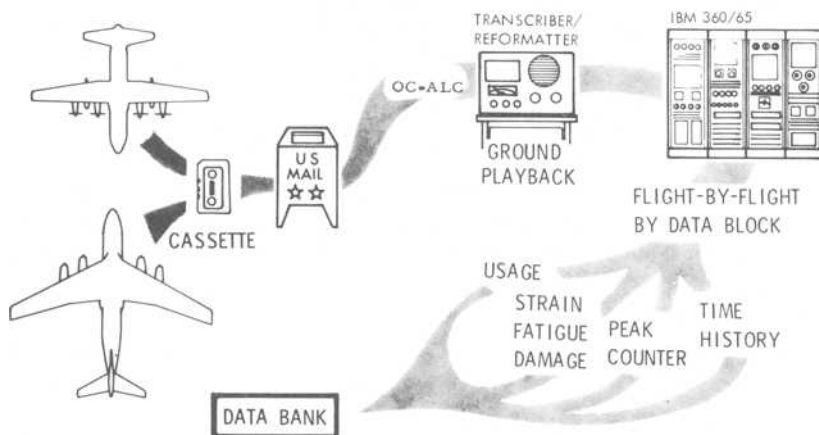 TRANSCRIBER/
REFORMATTER
IBM 360/65
OC-ALC
U S
MAIL
CASSETTE
GROUND
PLAYBACK
FLIGHT-BY-FLIGHT
BY DATA BLOCK
USAGE
STRAIN
FATIGUE
DAMAGE
PEAK
COUNTER
TIME
HISTORY
DATA BANK